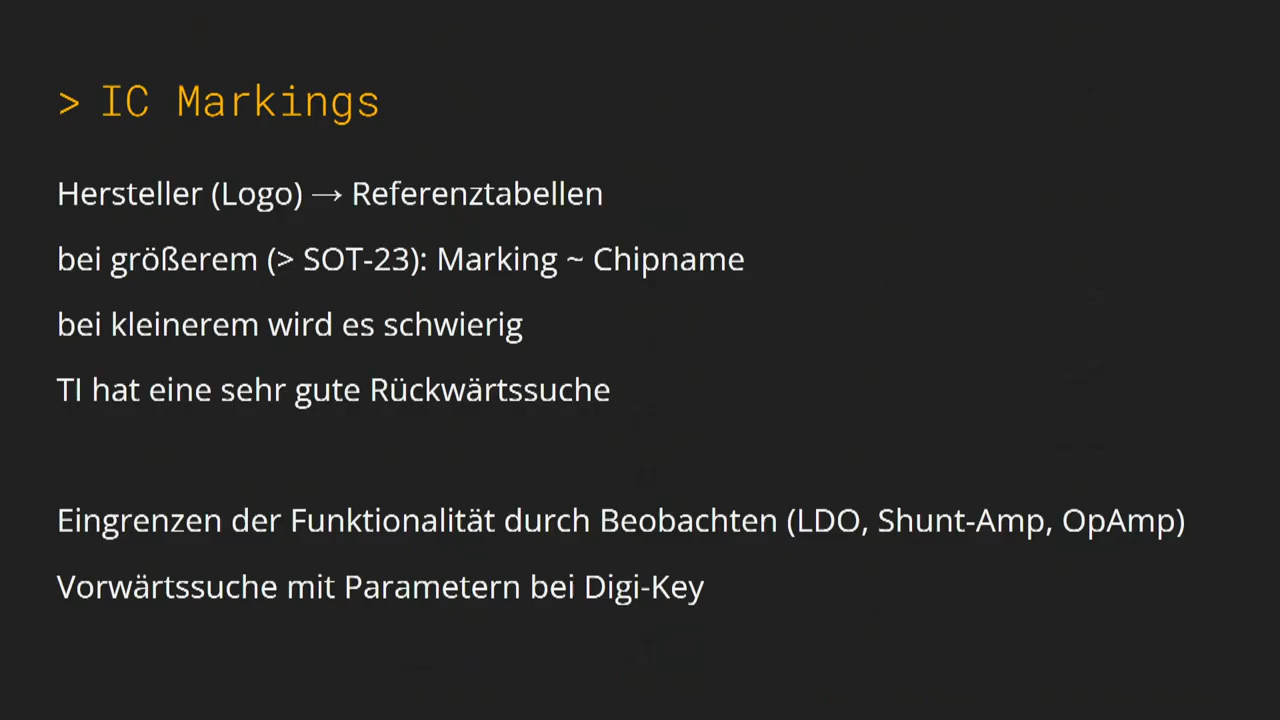 > IC Markings
Hersteller (Logo) → Referenztabellen
bei größerem (> SOT-23): Marking ~ Chipname
bei kleinerem wird es schwierig
TI hat eine sehr gute Rückwärtssuche
Eingrenzen der Funktionalität durch Beobachten (LDO, Shunt-Amp, OpAmp)
Vorwärtssuche mit Parametern bei Digi-Key